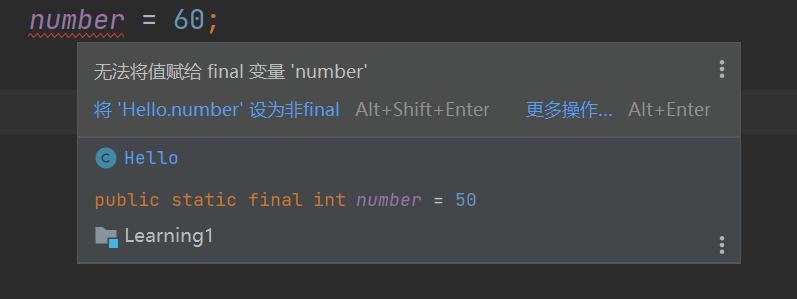 number = 60;
无法将值赋给 final 变量 'number'
将 'Hello.number' 设为非final Alt+Shift+Enter 更多操作... Alt+Enter
C Hello
public static final int number = 50
Learning1